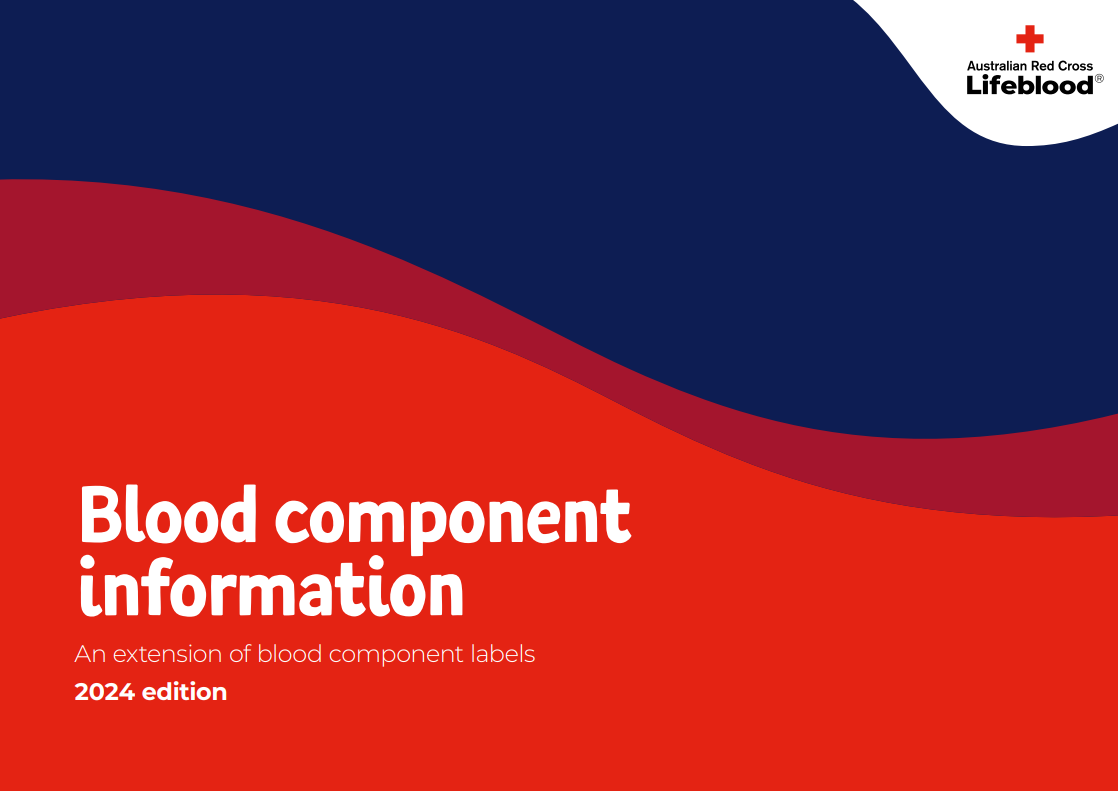 Australian Red Cross
Lifeblood®
Blood component
information
An extension of blood component labels
2024 edition